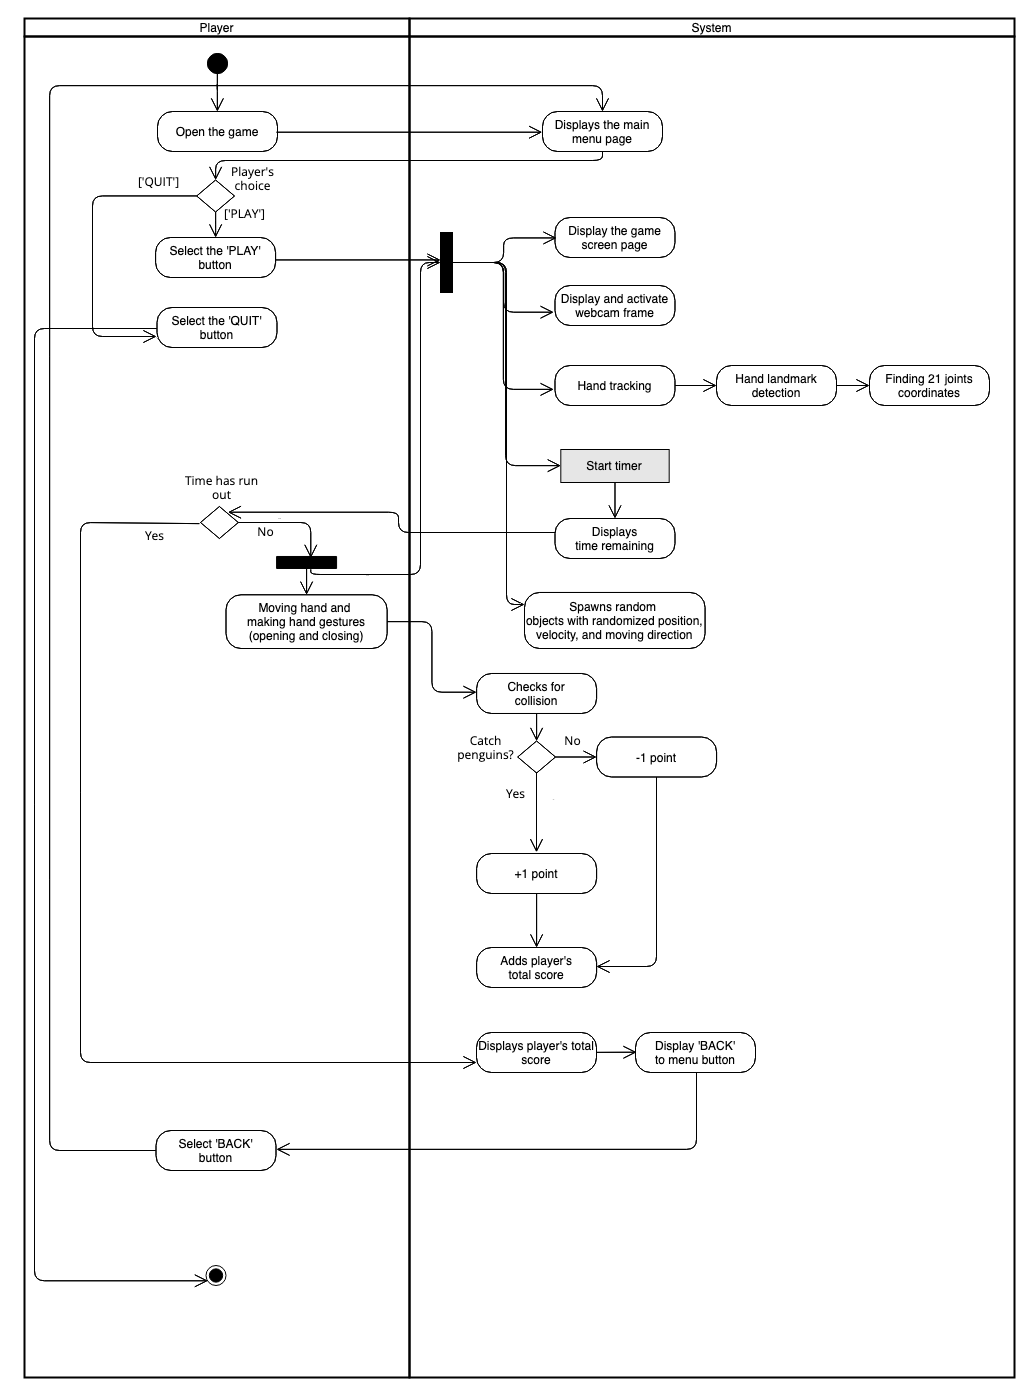 Player
System
Open the game
Displays the main
menu page
['QUIT']
Player's
choice
['PLAY']
Select the 'PLAY'
button
Display the game
screen page
Select the 'QUIT'
button
Display and activate
webcam frame
Hand tracking
Hand landmark
detection
Finding 21 joints
coordinates
Start timer
Time has run
out
Yes
No
Displays
time remaining
Moving hand and
making hand gestures
(opening and closing)
Spawns random
objects with randomized position,
velocity, and moving direction
Checks for
collision
Catch
penguins?
No
-1 point
Yes
+1 point
Adds player's
total score
Displays player's total
score
Display 'BACK'
to menu button
Select 'BACK'
button